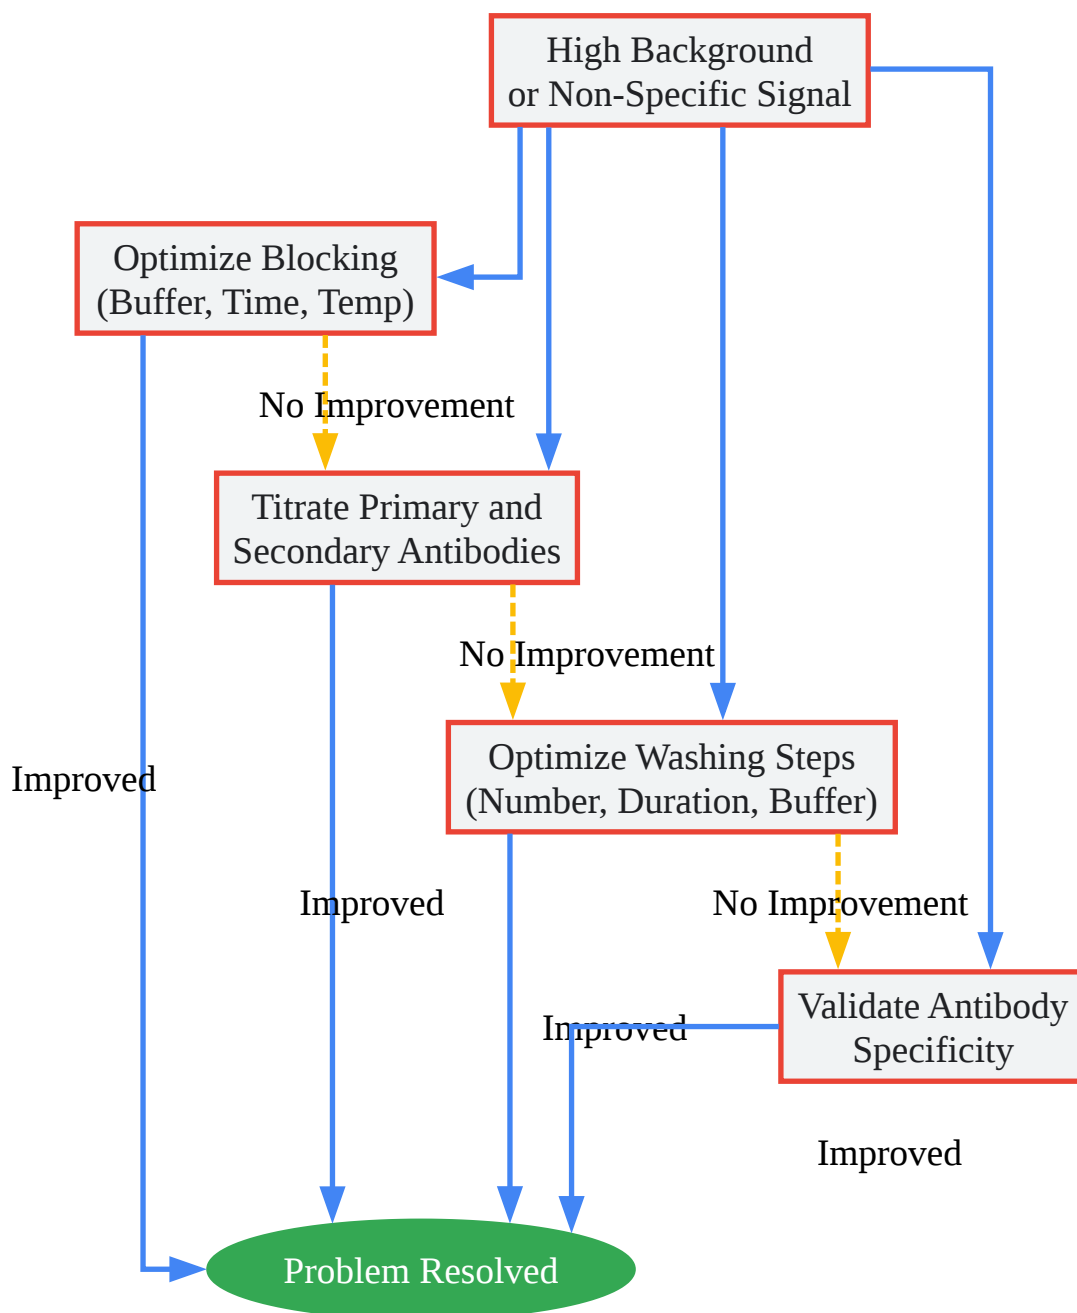 High Background
or Non-Specific Signal
Optimize Blocking
(Buffer, Time, Temp)
No Improvement
Titrate Primary and
Secondary Antibodies
No Improvement
Optimize Washing Steps
(Number, Duration, Buffer)
Improved
Improved
No Improvement
Validate Antibody
Specificity
Improved
Improved
Problem Resolved